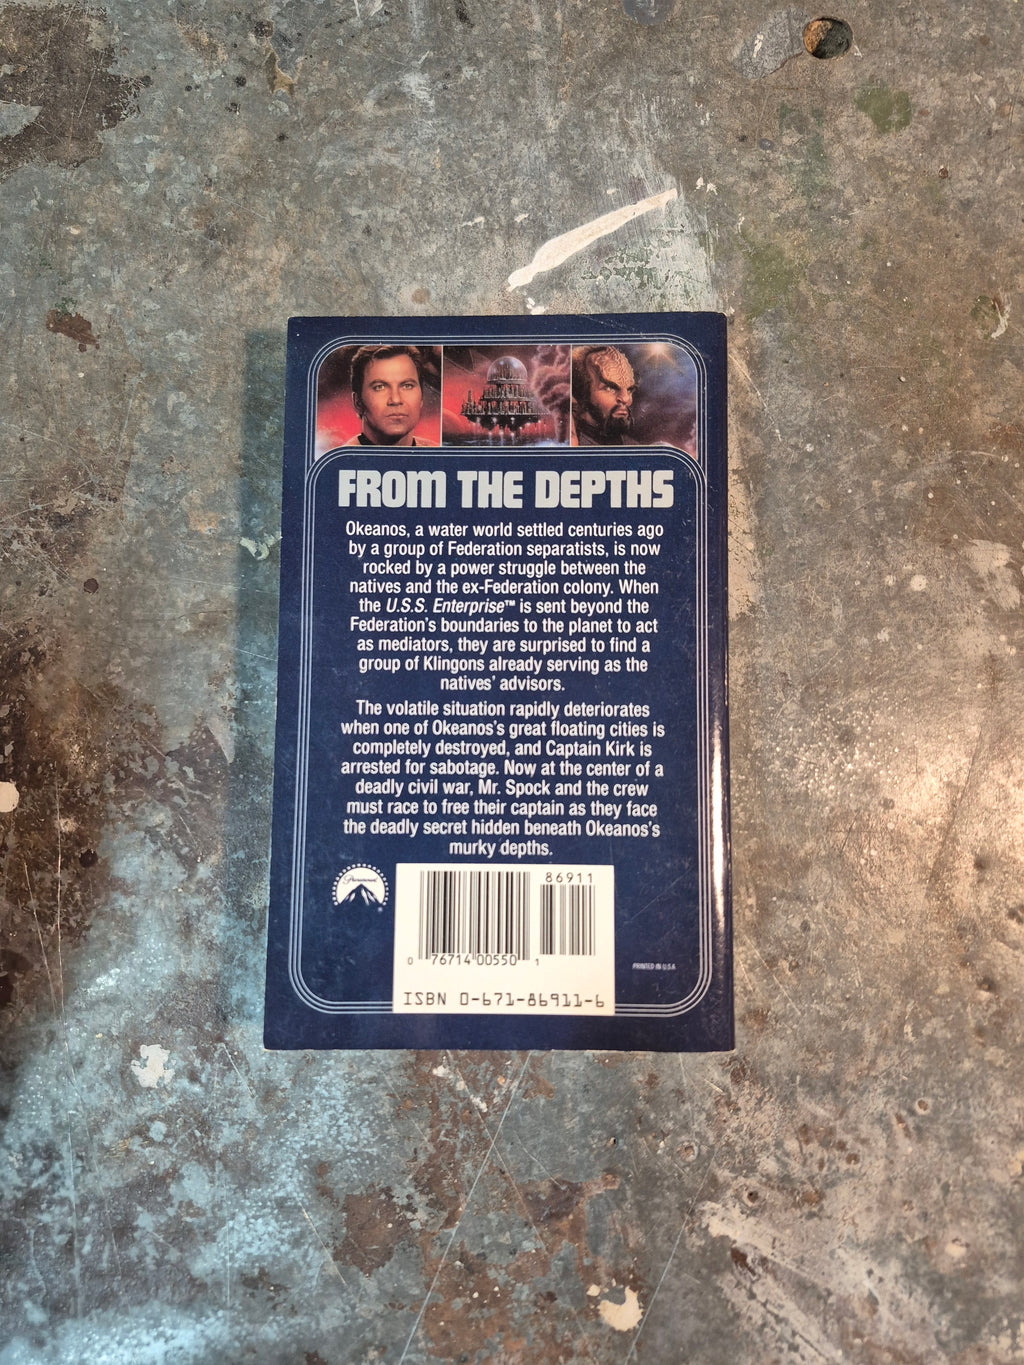 FROM THE DEPTHS
Okeanos, a water world settled centuries ago
by a group of Federation separatists, is now
rocked by a power struggle between the
natives and the ex-Federation colony. When
the U.S.S. Enterprise™ is sent beyond the
Federation's boundaries to the planet to act
as mediators, they are surprised to find a
group of Klingons already serving as the
natives' advisors.
The volatile situation rapidly deteriorates
when one of Okeanos's great floating cities is
completely destroyed, and Captain Kirk is
arrested for sabotage. Now at the center of a
deadly civil war, Mr. Spock and the crew
must race to free their captain as they face
the deadly secret hidden beneath Okeanos's
murky depths.
Paramount
86911
0 76714 00550 1
PRINTED IN U.S.A.
ISBN 0-671-86911-6